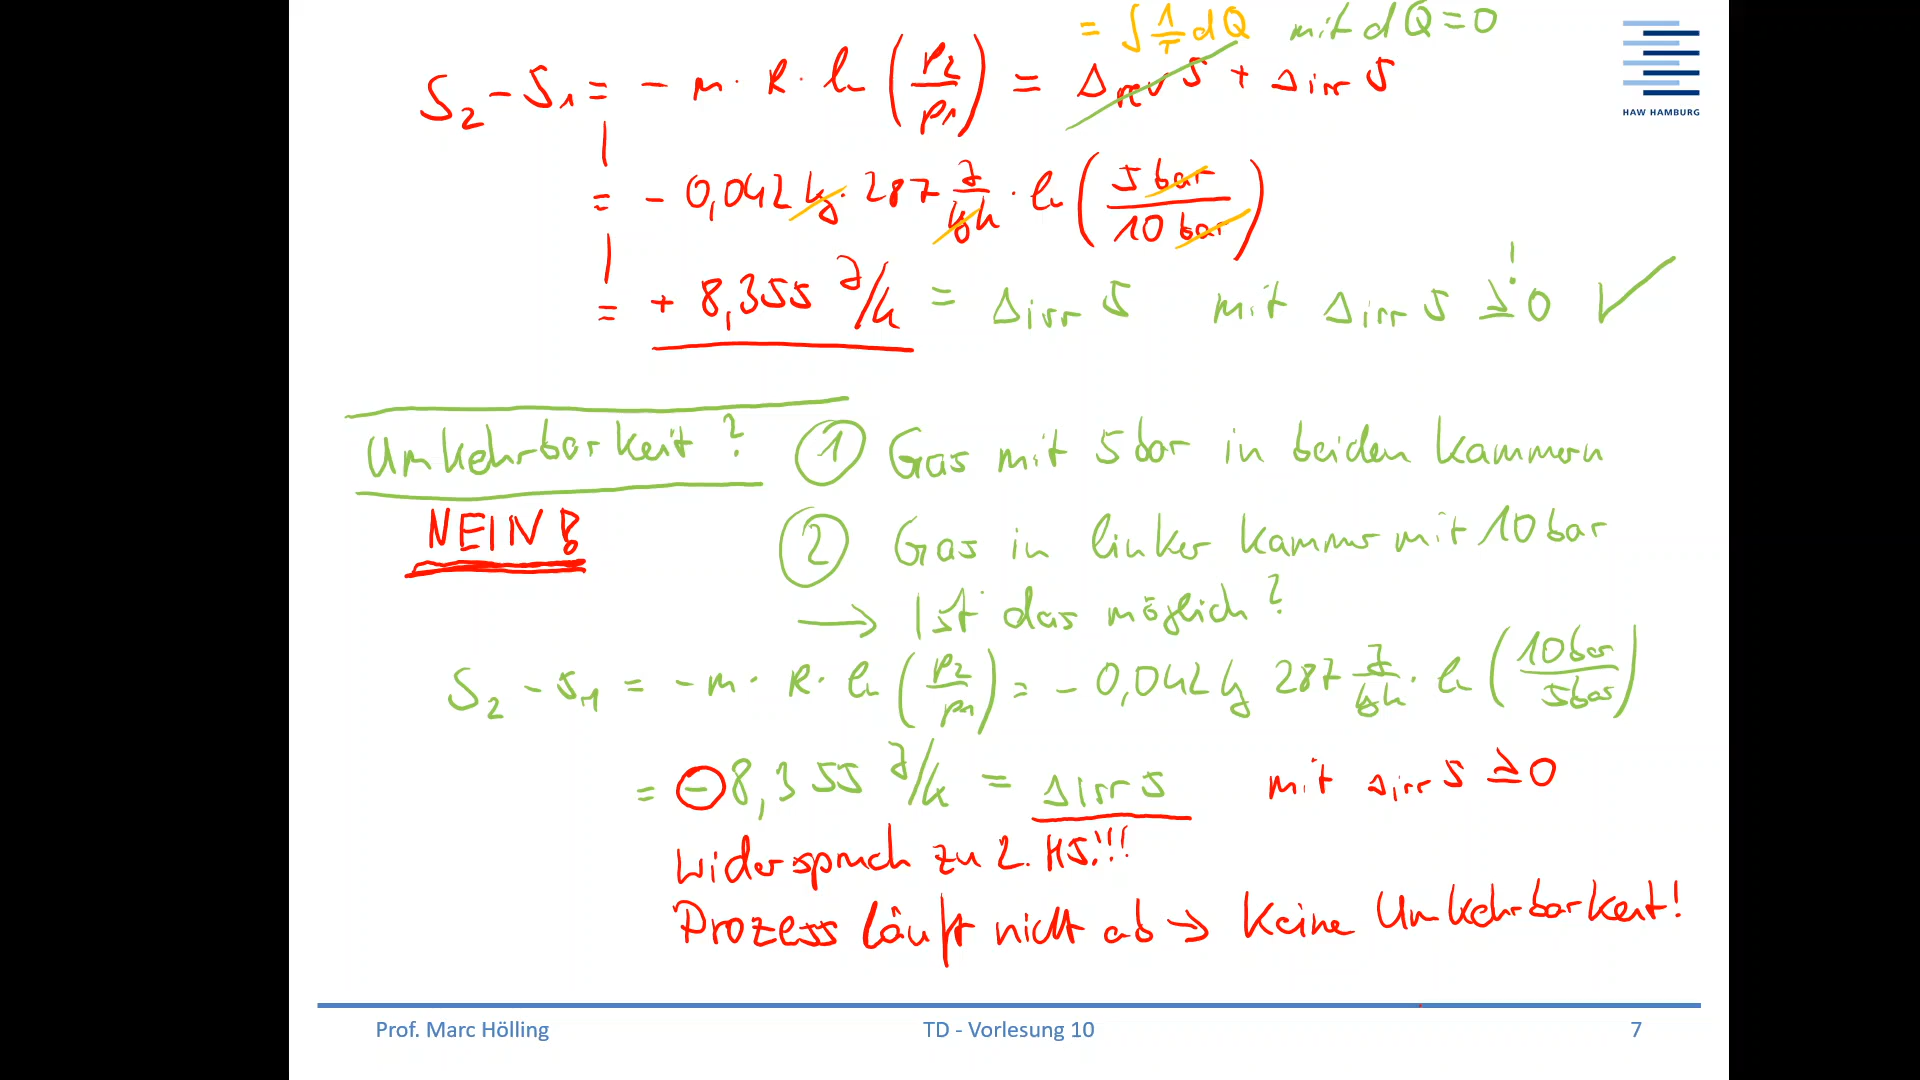 = ∫ 1/T dQ mit dQ = 0
S₂ - S₁ = - m · R · ln (p₂/p₁) = Δrev S + Δirr S
= - 0,042 kg · 287 J/kgK · ln (5 bar/10 bar)
= + 8,355 J/K = Δirr S mit Δirr S ≥! 0 ✓
HAW HAMBURG
Umkehrbarkeit? ① Gas mit 5 bar in beiden Kammern
NEIN! ② Gas in linker Kammer mit 10 bar
→ Ist das möglich?
S₂ - S₁ = - m · R · ln (p₂/p₁) = - 0,042 kg 287 J/kgK · ln (10 bar/5 bar)
= - 8,355 J/K = Δirr S mit Δirr S ≥ 0
Widerspruch zu 2. HS!!!
Prozess läuft nicht ab → Keine Umkehrbarkeit!
Prof. Marc Hölling TD - Vorlesung 10 7